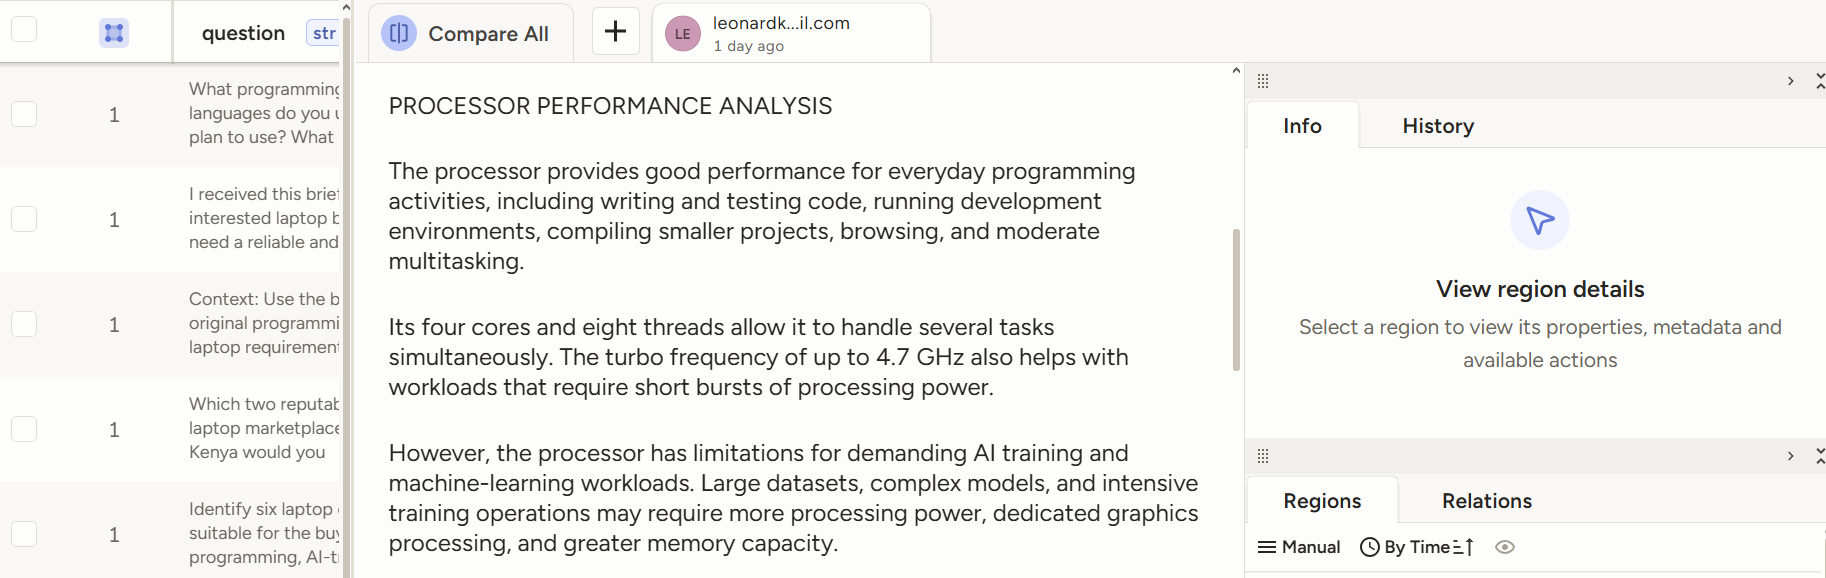 question str
1
What programming
languages do you u
plan to use? What
1
I received this brief
interested laptop b
need a reliable and
1
Context: Use the b
original programmi
laptop requirement
1
Which two reputab
laptop marketplace
Kenya would you
1
Identify six laptop
suitable for the buy
programming, AI-t
Compare All
+
LE
leonardk...il.com
1 day ago
PROCESSOR PERFORMANCE ANALYSIS
The processor provides good performance for everyday programming
activities, including writing and testing code, running development
environments, compiling smaller projects, browsing, and moderate
multitasking.
Its four cores and eight threads allow it to handle several tasks
simultaneously. The turbo frequency of up to 4.7 GHz also helps with
workloads that require short bursts of processing power.
However, the processor has limitations for demanding AI training and
machine-learning workloads. Large datasets, complex models, and intensive
training operations may require more processing power, dedicated graphics
processing, and greater memory capacity.
Info History
View region details
Select a region to view its properties, metadata and
available actions
Regions Relations
Manual By Time